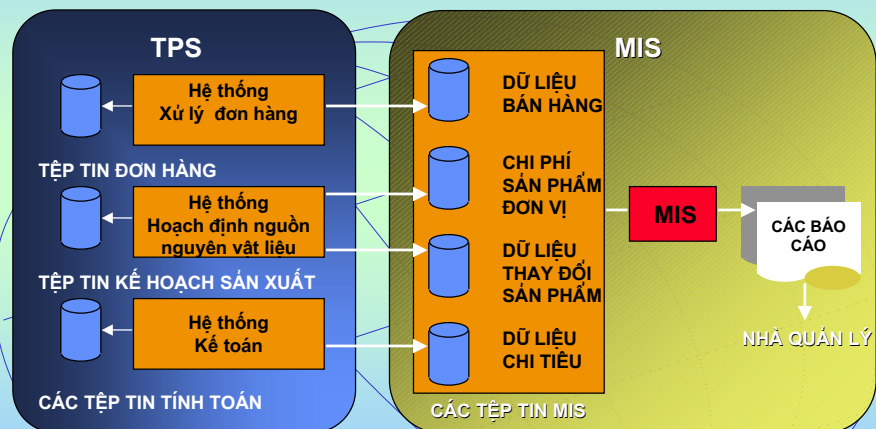 TPS
Hệ thống
Xử lý đơn hàng
TỆP TIN ĐƠN HÀNG
Hệ thống
Hoạch định nguồn
nguyên vật liệu
TỆP TIN KẾ HOẠCH SẢN XUẤT
Hệ thống
Kế toán
CÁC TỆP TIN TÍNH TOÁN
MIS
DỮ LIỆU
BÁN HÀNG
CHI PHÍ
SẢN PHẨM
ĐƠN VỊ
DỮ LIỆU
THAY ĐỔI
SẢN PHẨM
DỮ LIỆU
CHI TIÊU
CÁC TỆP TIN MIS
MIS
CÁC BÁO
CÁO
NHÀ QUẢN LÝ